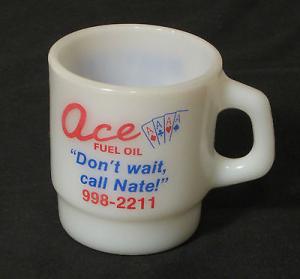 Ace
A A A A
FUEL OIL
"Don't wait,
call Nate!"
998-2211